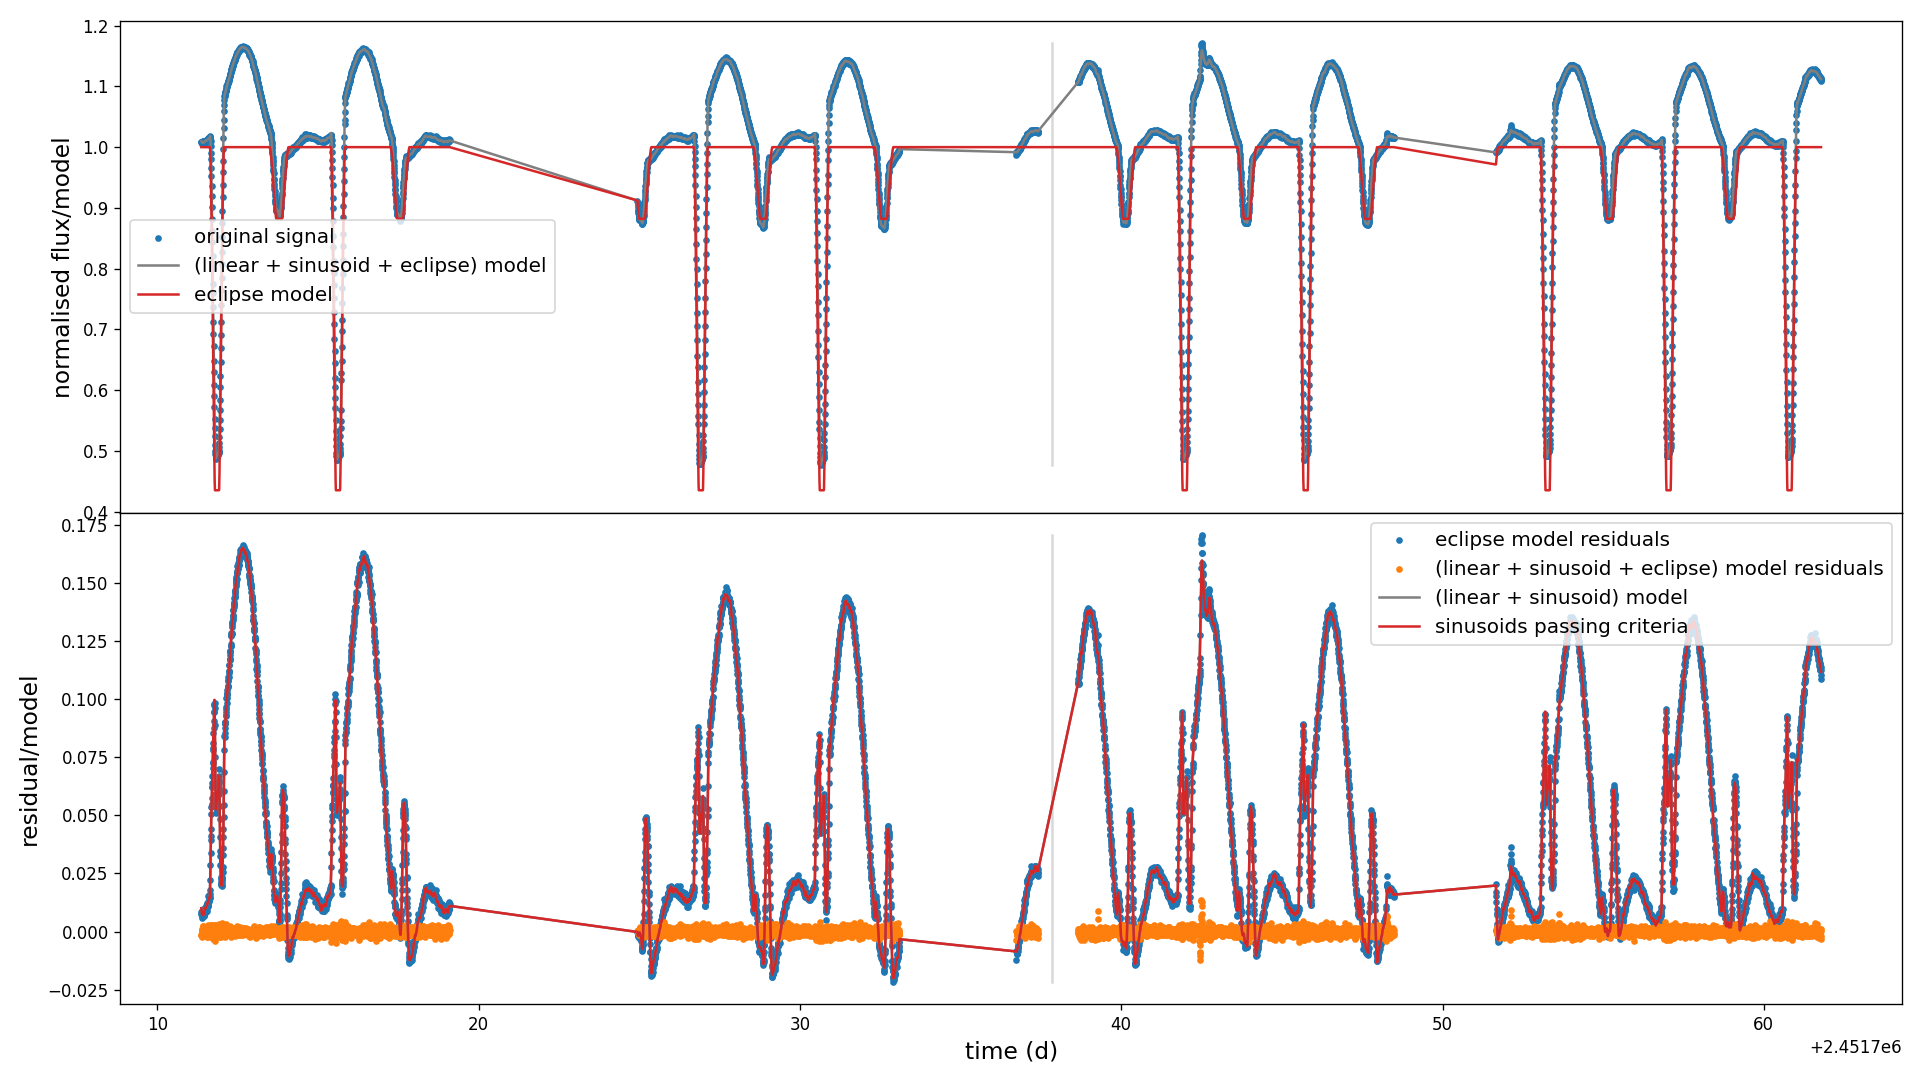 1.2
1.1
1.0
0.9
0.8
0.7
0.6
0.5
0.4
normalised flux/model
original signal
(linear + sinusoid + eclipse) model
eclipse model
0.175
0.150
0.125
0.100
0.075
0.050
0.025
0.000
−0.025
residual/model
eclipse model residuals
(linear + sinusoid + eclipse) model residuals
(linear + sinusoid) model
sinusoids passing criteria
10 20 30 40 50 60
time (d)
+2.4517e6